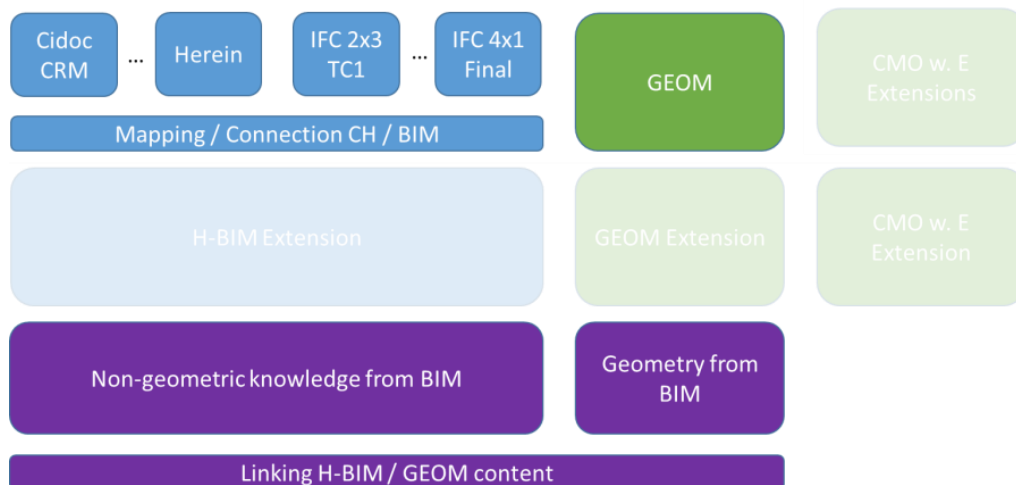 Cidoc
CRM
...
Herein
IFC 2x3
TC1
...
IFC 4x1
Final
GEOM
CMO w. E
Extensions
Mapping / Connection CH / BIM
H-BIM Extension
GEOM Extension
CMO w. E
Extension
Non-geometric knowledge from BIM
Geometry from
BIM
Linking H-BIM / GEOM content